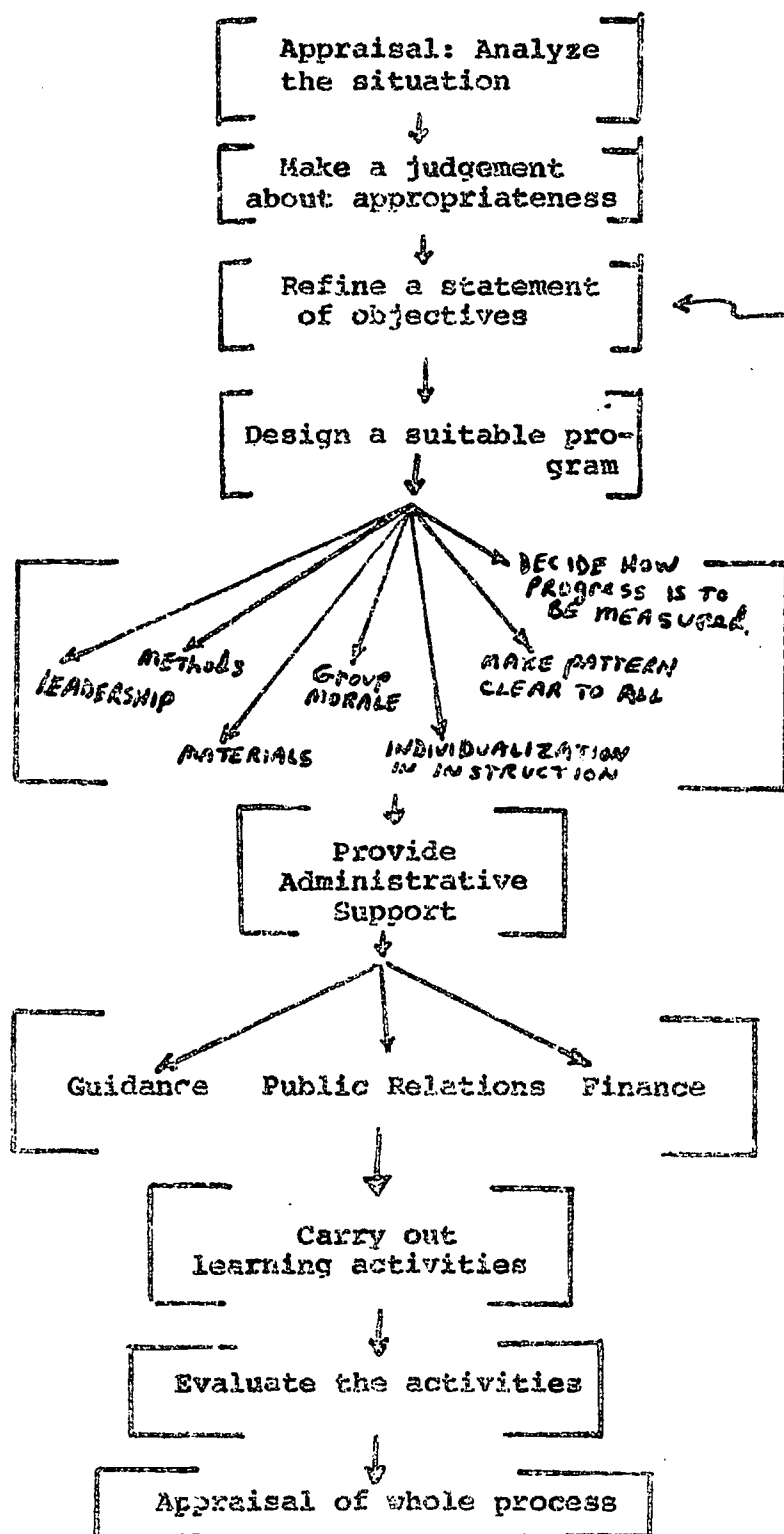 Appraisal: Analyze
the situation
Make a judgement
about appropriateness
Refine a statement
of objectives
Design a suitable pro-
gram
DECIDE HOW
PROGRESS IS TO
BE MEASURED.
LEADERSHIP
METHODS
MATERIALS
GROUP
MORALE
INDIVIDUALIZATION
IN INSTRUCTION
MAKE PATTERN
CLEAR TO ALL
Provide
Administrative
Support
Guidance Public Relations Finance
Carry out
learning activities
Evaluate the activities
Appraisal of whole process